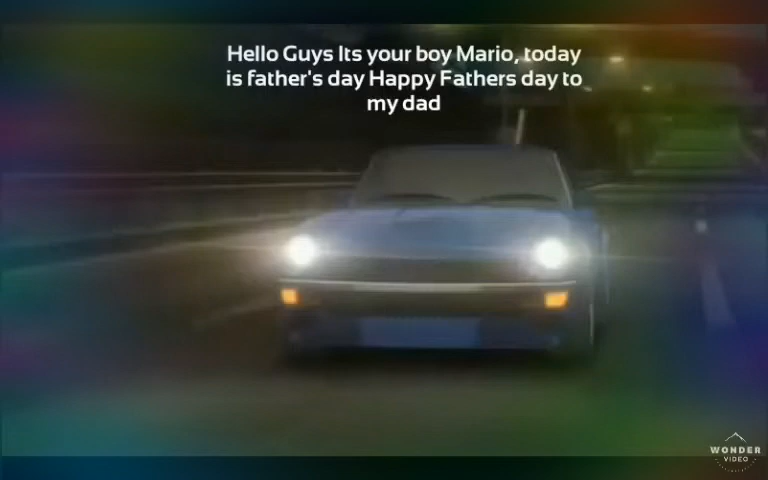 Hello Guys Its your boy Mario, today
is father's day Happy Fathers day to
my dad
WONDER
VIDEO